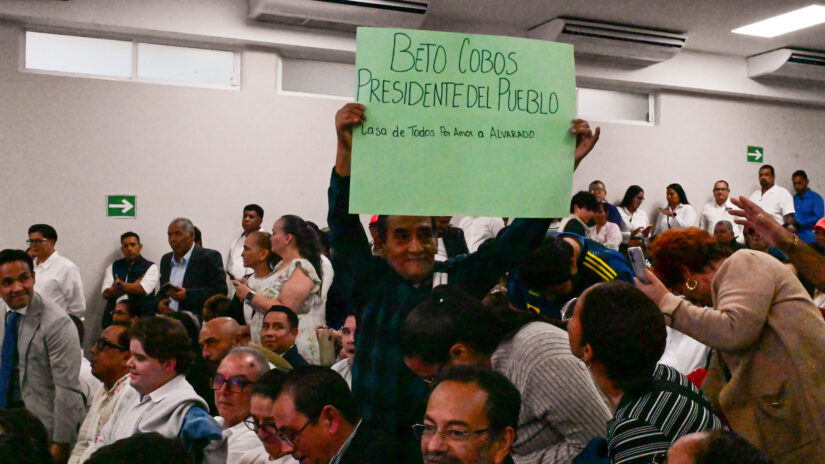 BETO COBOS
PRESIDENTE DEL PUEBLO
Casa de Todos Por Amor a ALVARADO